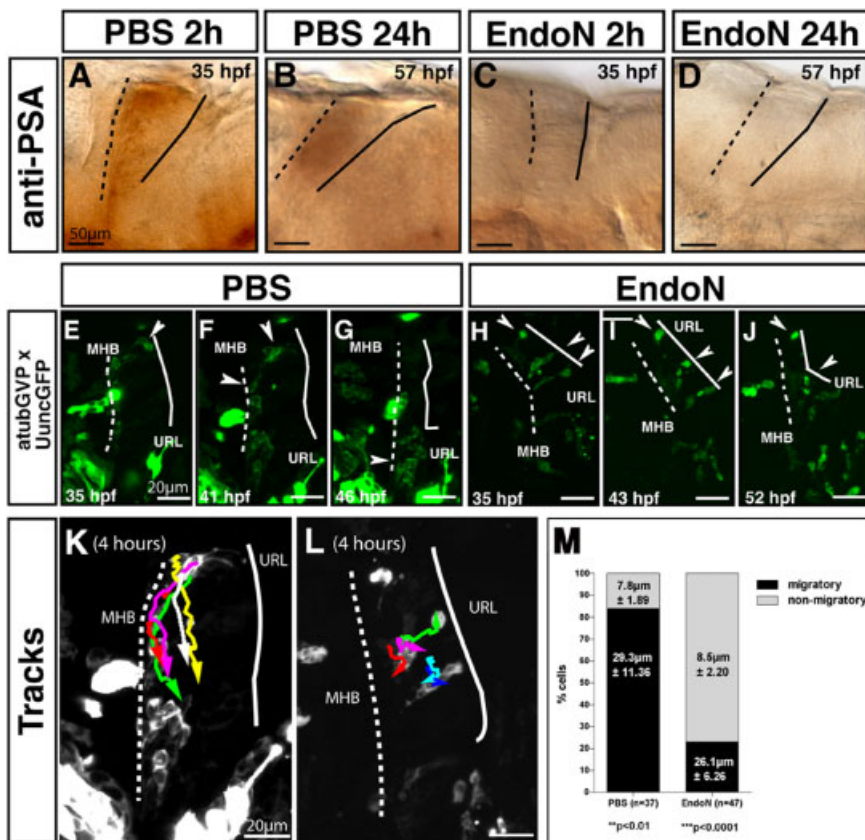 PBS 2h PBS 24h EndoN 2h EndoN 24h
anti-PSA
A 35 hpf
B 57 hpf
C 35 hpf
D 57 hpf
50µm
PBS EndoN
atubGVP x
UuncGFP
E MHB URL 35 hpf 20µm
F MHB URL 41 hpf
G MHB URL 46 hpf
H URL MHB 35 hpf
I URL MHB 43 hpf
J URL MHB 52 hpf
Tracks
K (4 hours) URL MHB 20µm
L (4 hours) URL MHB
M
% cells
100
90
80
70
60
50
40
30
20
10
0
7.8µm
± 1.89
29.3µm
± 11.36
8.5µm
± 2.20
26.1µm
± 6.26
migratory
non-migratory
PBS (n=37) EndoN (n=47)
**p<0.01 ***p<0.0001